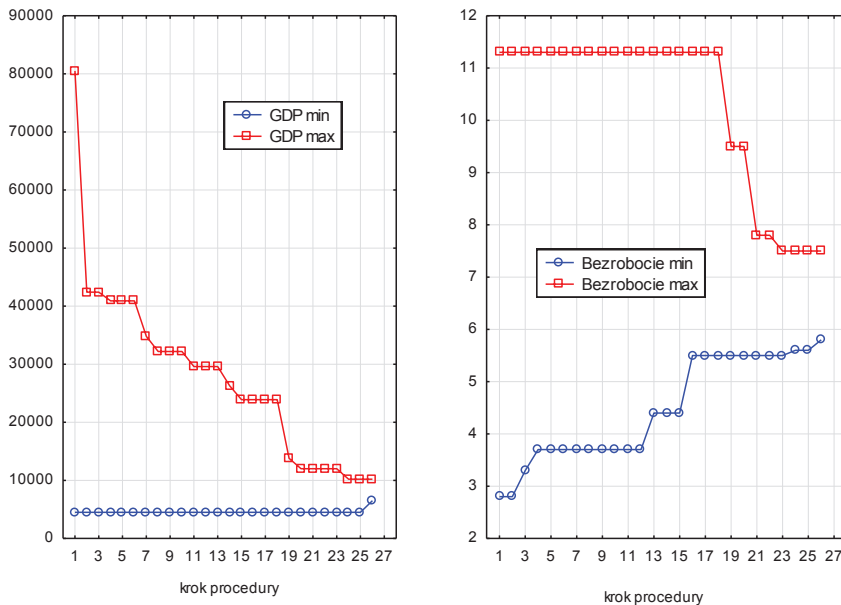 90000
80000
70000
60000
50000
40000
30000
20000
10000
0
GDP min
GDP max
1 3 5 7 9 11 13 15 17 19 21 23 25 27
krok procedury
12
11
10
9
8
7
6
5
4
3
2
Bezrobocie min
Bezrobocie max
1 3 5 7 9 11 13 15 17 19 21 23 25 27
krok procedury